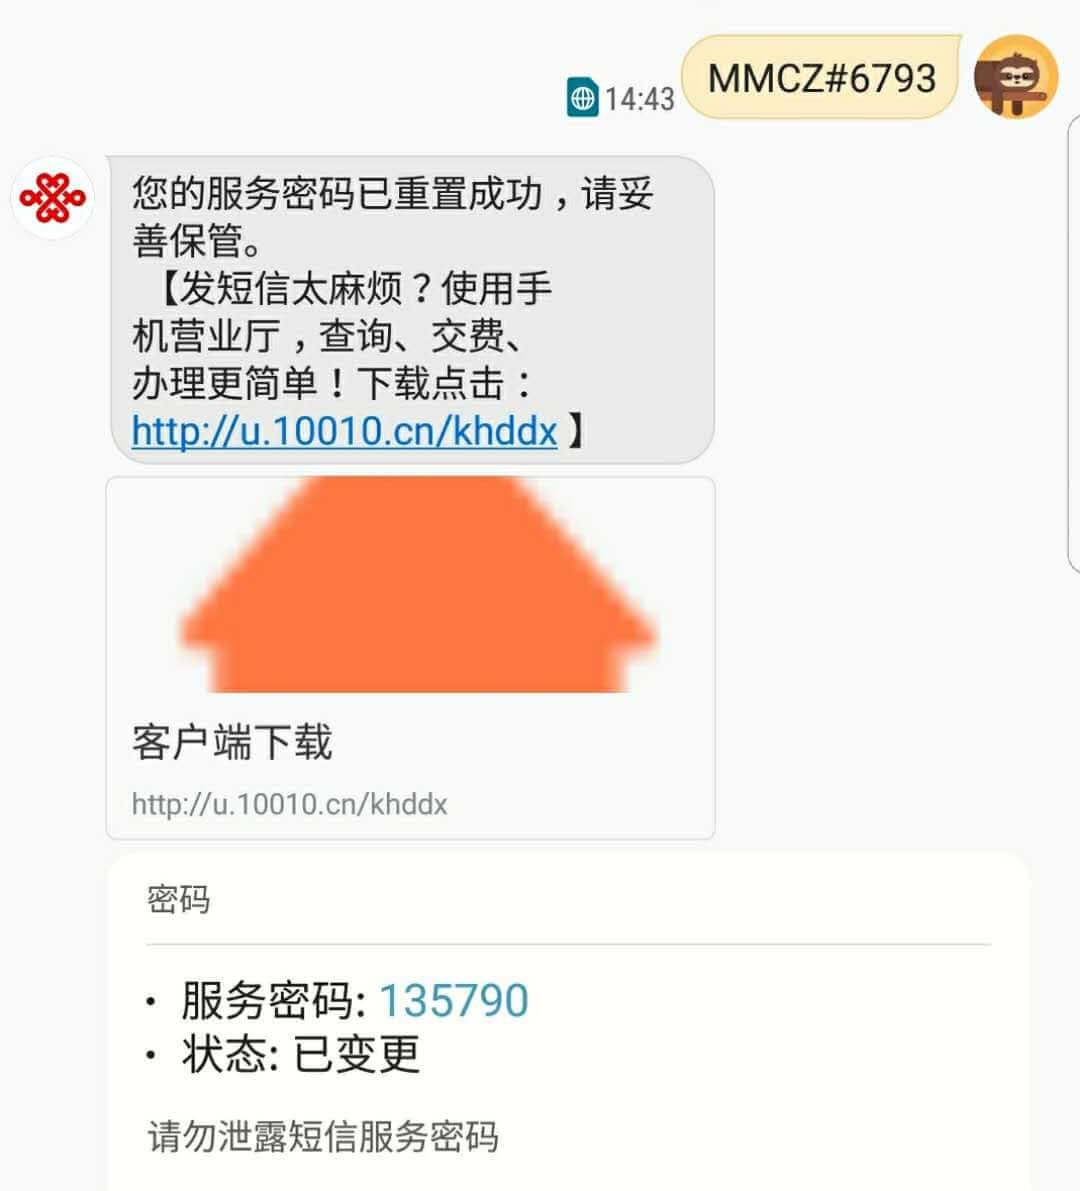 14:43 MMCZ#6793
您的服务密码已重置成功，请妥
善保管。
【发短信太麻烦？使用手
机营业厅，查询、交费、
办理更简单！下载点击：
http://u.10010.cn/khddx 】
客户端下载
http://u.10010.cn/khddx
密码
• 服务密码: 135790
• 状态: 已变更
请勿泄露短信服务密码